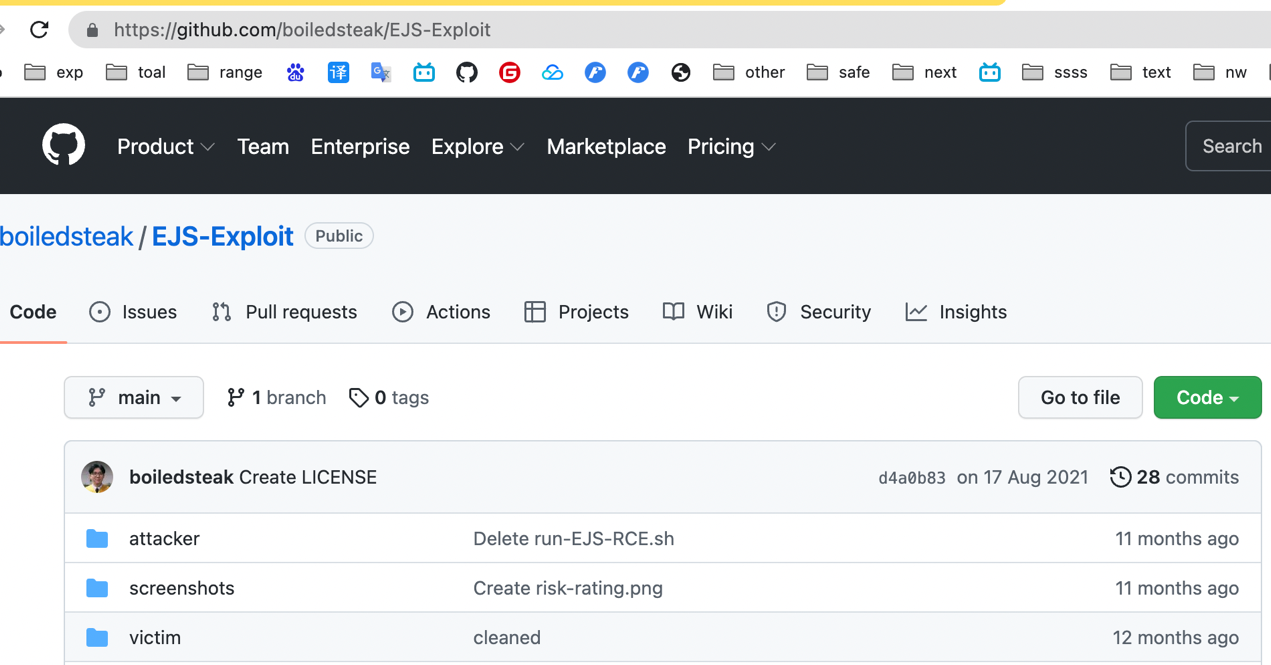 https://github.com/boiledsteak/EJS-Exploit
exp toal range 译 G other safe next ssss text nw
Product Team Enterprise Explore Marketplace Pricing Search
boiledsteak / EJS-Exploit Public
Code Issues Pull requests Actions Projects Wiki Security Insights
main 1 branch 0 tags Go to file Code
boiledsteak Create LICENSE d4a0b83 on 17 Aug 2021 28 commits
attacker Delete run-EJS-RCE.sh 11 months ago
screenshots Create risk-rating.png 11 months ago
victim cleaned 12 months ago